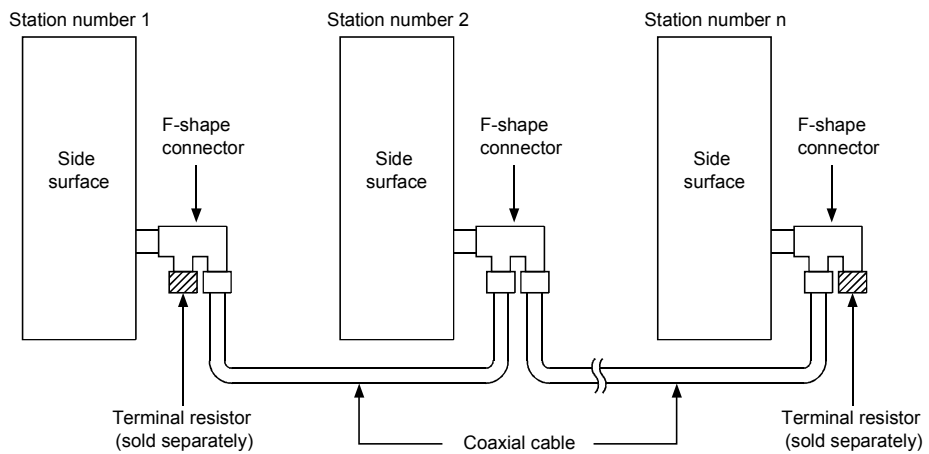 Station number 1
Station number 2
Station number n
F-shape
connector
F-shape
connector
F-shape
connector
Side
surface
Side
surface
Side
surface
Terminal resistor
(sold separately)
Coaxial cable
Terminal resistor
(sold separately)